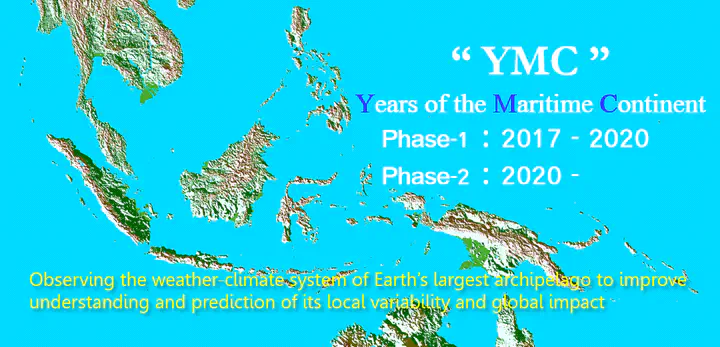 “ YMC ”
Years of the Maritime Continent
Phase-1 : 2017 - 2020
Phase-2 : 2020 -
Observing the weather-climate system of Earth's largest archipelago to improve
understanding and prediction of its local variability and global impact